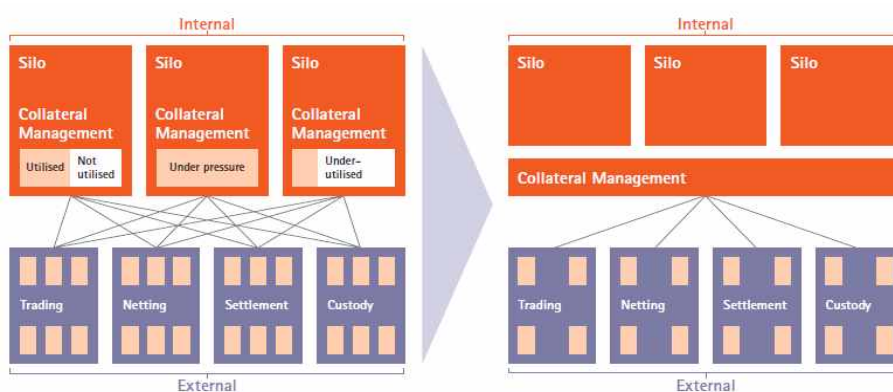 Internal
Silo
Silo
Silo
Collateral
Management
Collateral
Management
Collateral
Management
Utilised
Not
utilised
Under pressure
Under-
utilised
Trading
Netting
Settlement
Custody
External
Internal
Silo
Silo
Silo
Collateral Management
Trading
Netting
Settlement
Custody
External